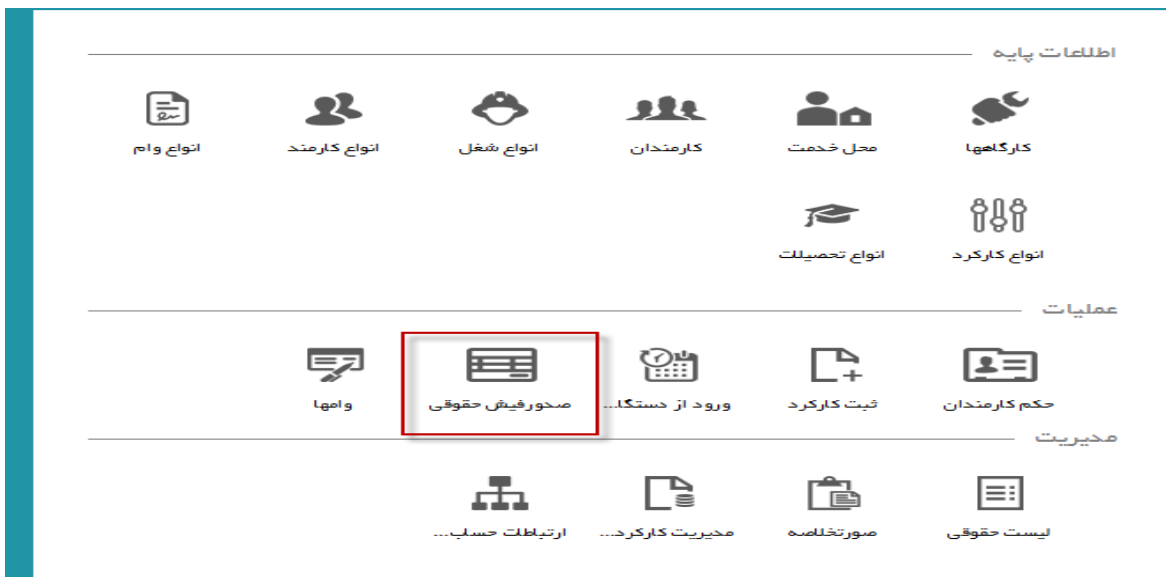 اطلاعات پایه
کارگاهها محل خدمت کارمندان انواع شغل انواع کارمند انواع وام
انواع کارکرد انواع تحصیلات
عملیات
حکم کارمندان ثبت کارکرد ورود از دستگا... صدورفیش حقوقی وامها
مدیریت
لیست حقوقی صورتخلاصه مدیریت کارکرد... ارتباطات حساب...